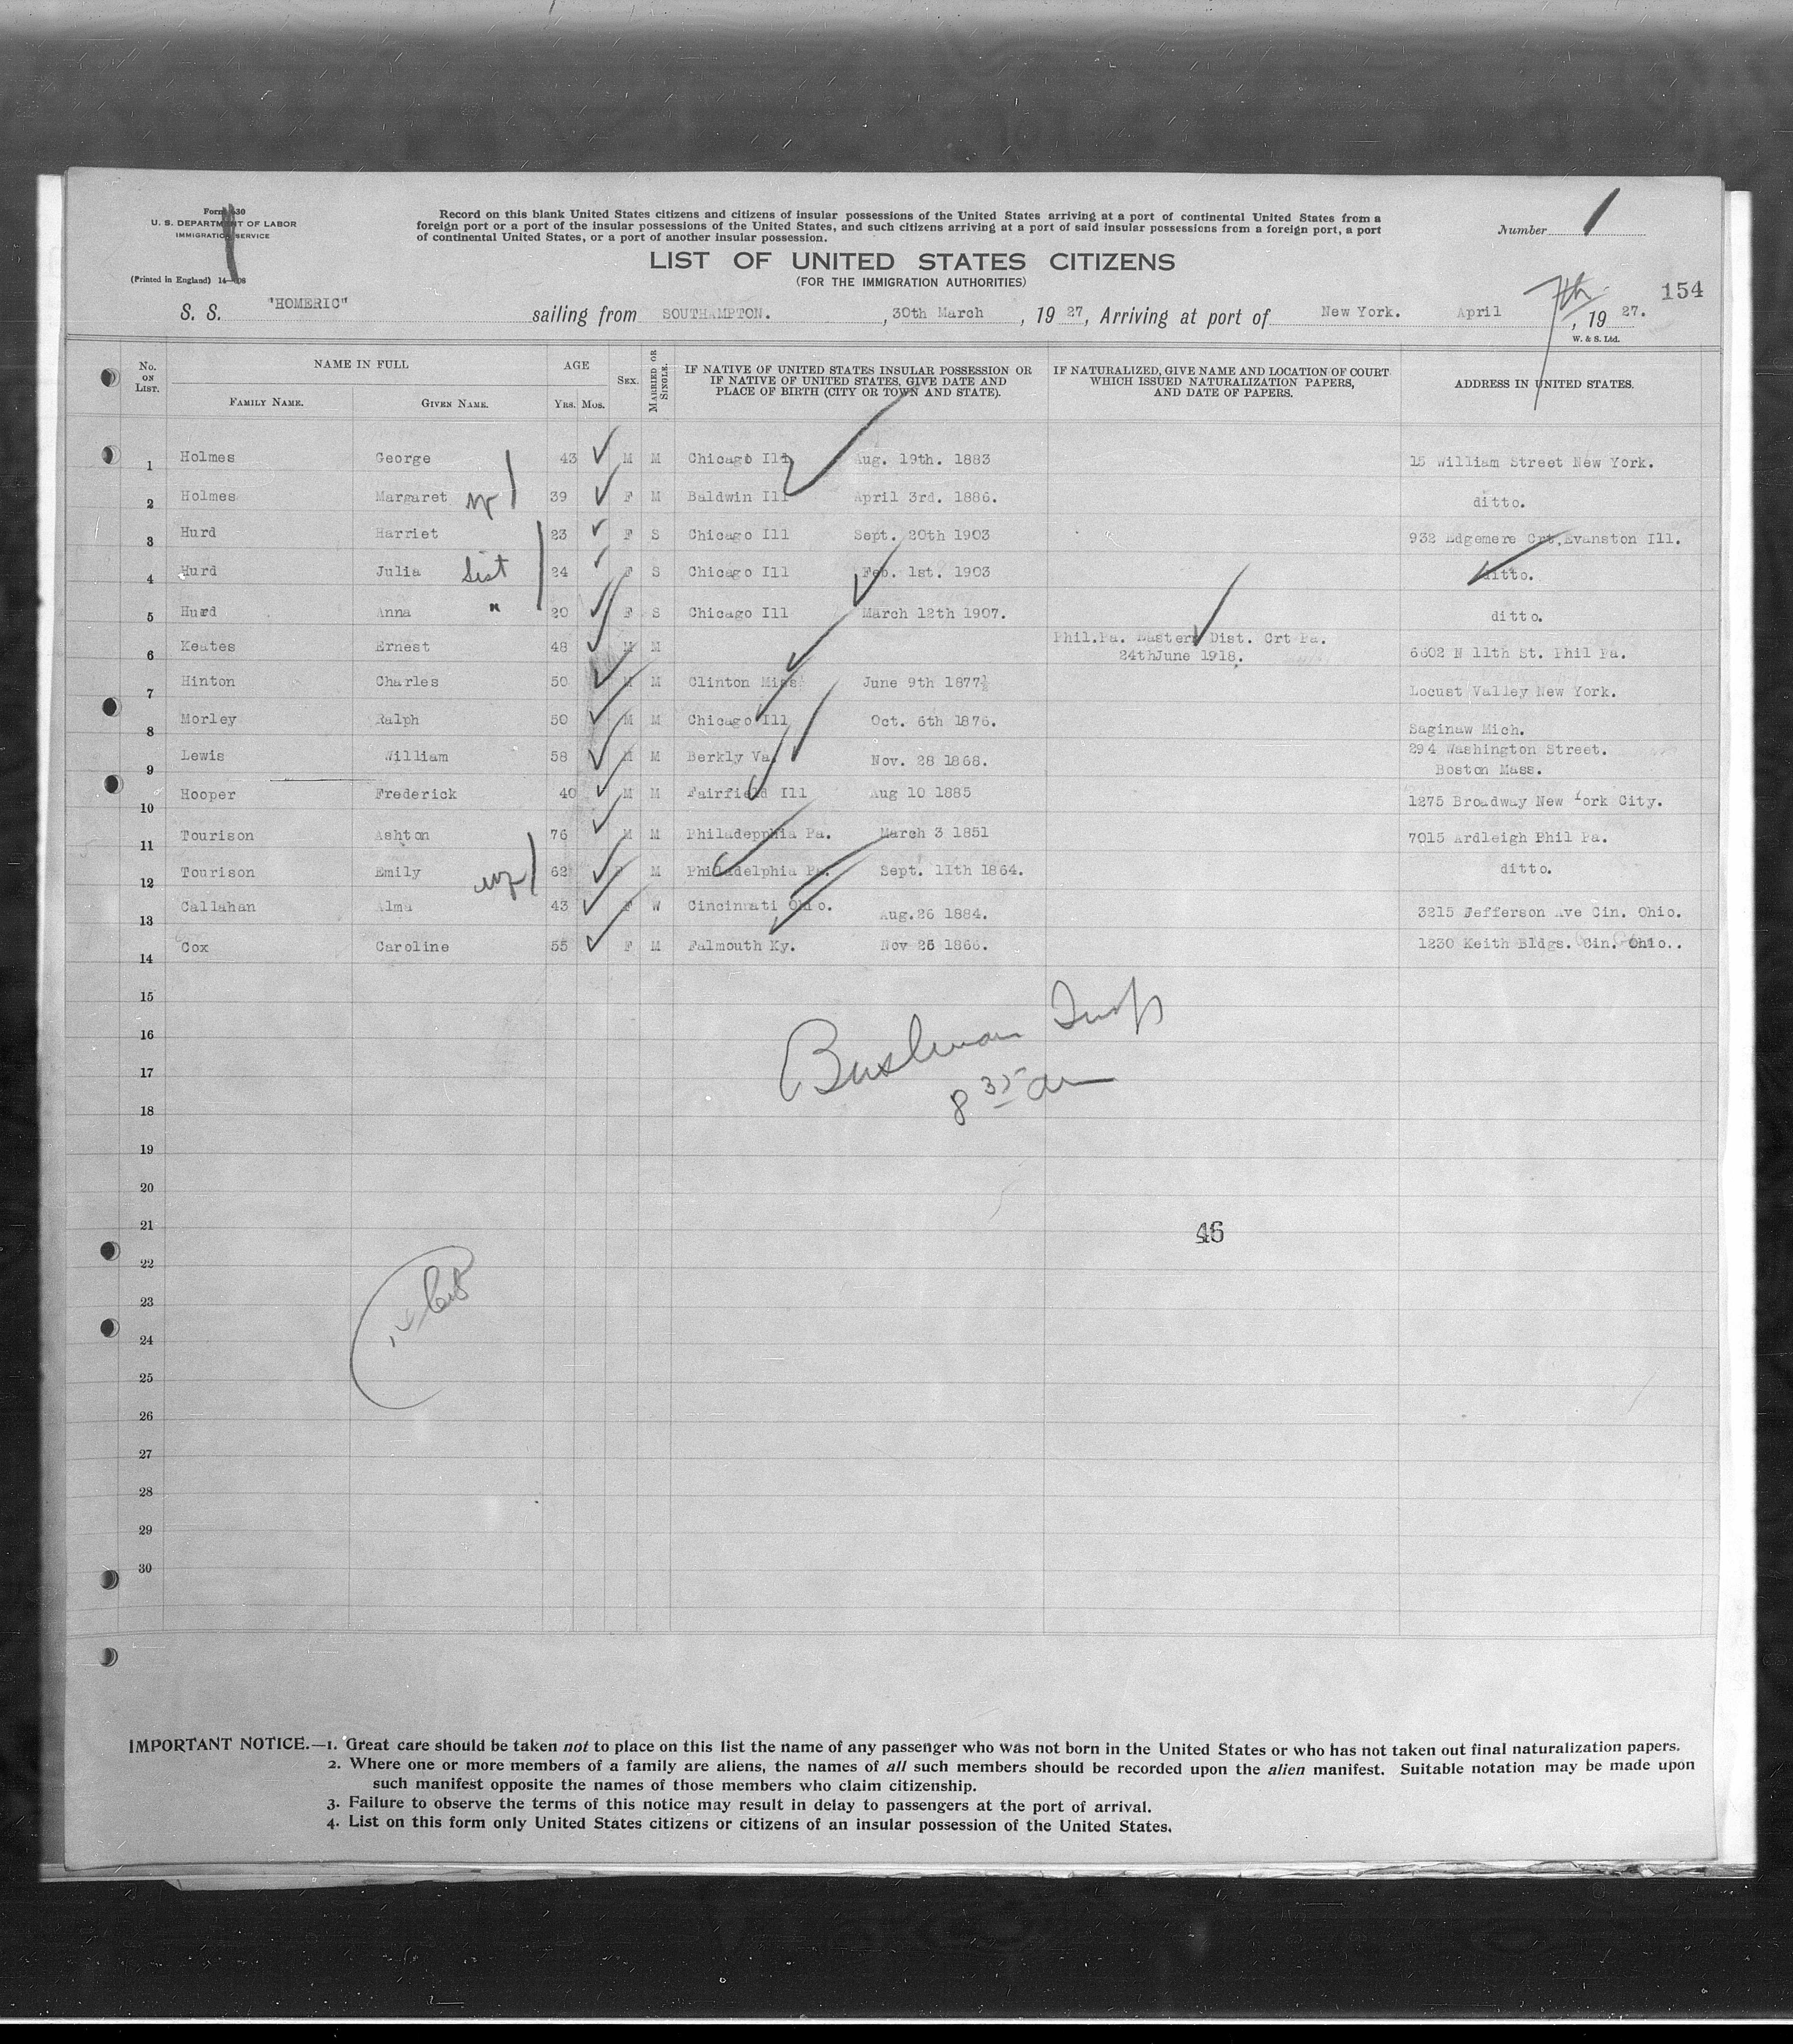 Form 630
U. S. DEPARTMENT OF LABOR
IMMIGRATION SERVICE
(Printed in England)
Record on this blank United States citizens and citizens of insular possessions of the United States arriving at a port of continental United States from a
foreign port or a port of the insular possessions of the United States, and such citizens arriving at a port of said insular possessions from a foreign port, a port
of continental United States, or a port of another insular possession.
Number 1
LIST OF UNITED STATES CITIZENS
(FOR THE IMMIGRATION AUTHORITIES)
154
S. S. "HOMERIC" sailing from SOUTHAMPTON. , 30th March , 19 27, Arriving at port of New York. April 7th , 19 27.
W. & S. Ltd.
No. ON LIST. NAME IN FULL AGE SEX. MARRIED OR SINGLE. IF NATIVE OF UNITED STATES INSULAR POSSESSION OR IF NATIVE OF UNITED STATES, GIVE DATE AND PLACE OF BIRTH (CITY OR TOWN AND STATE). IF NATURALIZED, GIVE NAME AND LOCATION OF COURT WHICH ISSUED NATURALIZATION PAPERS, AND DATE OF PAPERS. ADDRESS IN UNITED STATES.
FAMILY NAME. GIVEN NAME. YRS. MOS.
1 Holmes George 43 M M Chicago Ill Aug. 19th. 1883 15 William Street New York.
2 Holmes Margaret 39 F M Baldwin Ill April 3rd. 1886. ditto.
3 Hurd Harriet 23 F S Chicago Ill Sept. 20th 1903 932 Edgemere Crt,Evanston Ill.
4 Hurd Julia Sist 24 F S Chicago Ill Feb. 1st. 1903 ditto.
5 Hurd Anna " 20 F S Chicago Ill March 12th 1907. ditto.
6 Keates Ernest 48 M M Phil.Pa. Eastern Dist. Crt Pa. 24thJune 1918. 6602 N 11th St. Phil Pa.
7 Hinton Charles 50 M M Clinton Miss June 9th 1877 Locust Valley New York.
8 Morley Ralph 50 M M Chicago Ill Oct. 6th 1876. Saginaw Mich.
9 Lewis William 58 M M Berkly Va. Nov. 28 1868. 294 Washington Street. Boston Mass.
10 Hooper Frederick 40 M M Fairfield Ill Aug 10 1885 1275 Broadway New York City.
11 Tourison Ashton 76 M M Philadepphia Pa. March 3 1851 7015 Ardleigh Phil Pa.
12 Tourison Emily 62 M Philadelphia Pa. Sept. 11th 1864. ditto.
13 Callahan Alma 43 F W Cincinnati Ohio. Aug.26 1884. 3215 Jefferson Ave Cin. Ohio.
14 Cox Caroline 55 F M Falmouth Ky. Nov 26 1866. 1230 Keith Bldgs. Cin. Ohio..
15
16
17
8 35 am
18
19
20
21 46
22
23
24
25
26
27
28
29
30
IMPORTANT NOTICE.—1. Great care should be taken not to place on this list the name of any passenger who was not born in the United States or who has not taken out final naturalization papers.
2. Where one or more members of a family are aliens, the names of all such members should be recorded upon the alien manifest. Suitable notation may be made upon
such manifest opposite the names of those members who claim citizenship.
3. Failure to observe the terms of this notice may result in delay to passengers at the port of arrival.
4. List on this form only United States citizens or citizens of an insular possession of the United States.